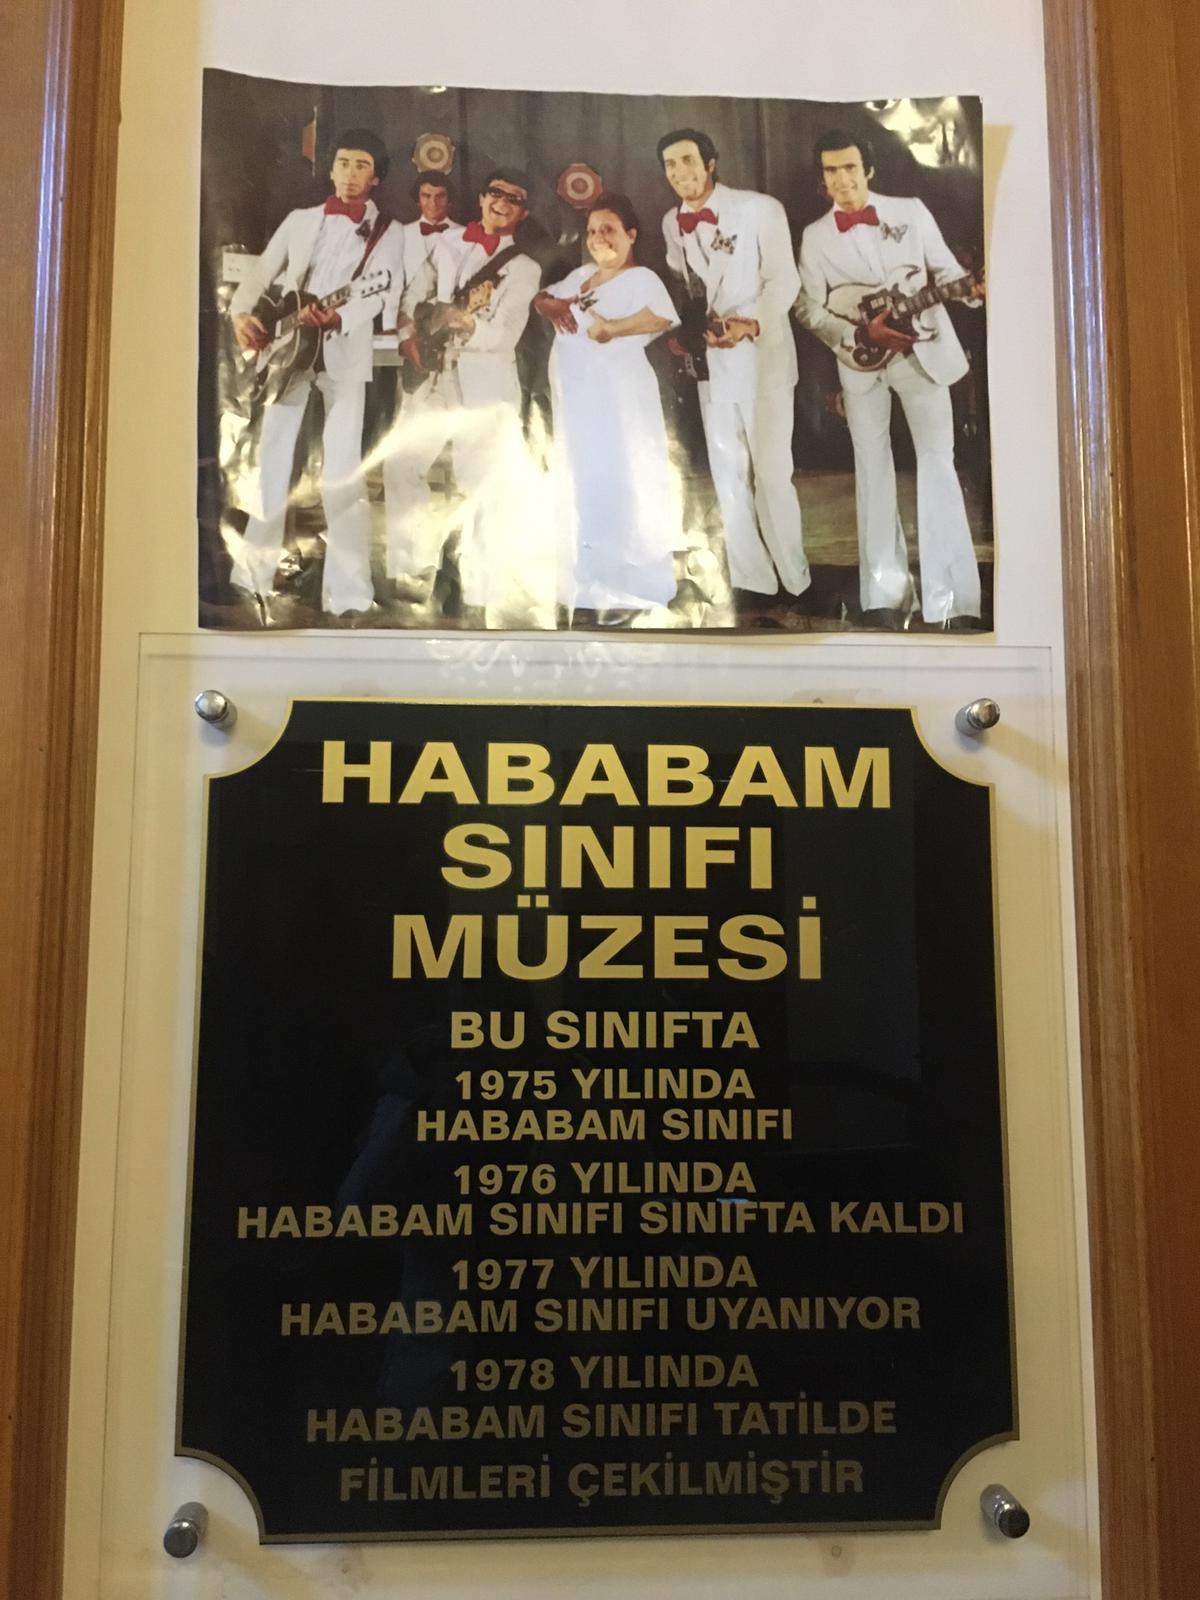 HABABAM
SINIFI
MÜZESİ
BU SINIFTA
1975 YILINDA
HABABAM SINIFI
1976 YILINDA
HABABAM SINIFI SINIFTA KALDI
1977 YILINDA
HABABAM SINIFI UYANIYOR
1978 YILINDA
HABABAM SINIFI TATİLDE
FİLMLERİ ÇEKİLMİŞTİR